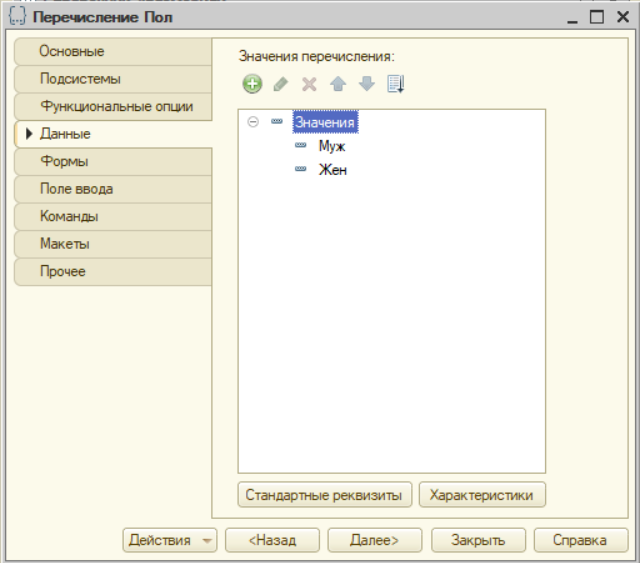 Перечисление Пол
Основные
Подсистемы
Функциональные опции
Данные
Формы
Поле ввода
Команды
Макеты
Прочее
Значения перечисления:
Значения
Муж
Жен
Стандартные реквизиты
Характеристики
Действия
<Назад
Далее>
Закрыть
Справка